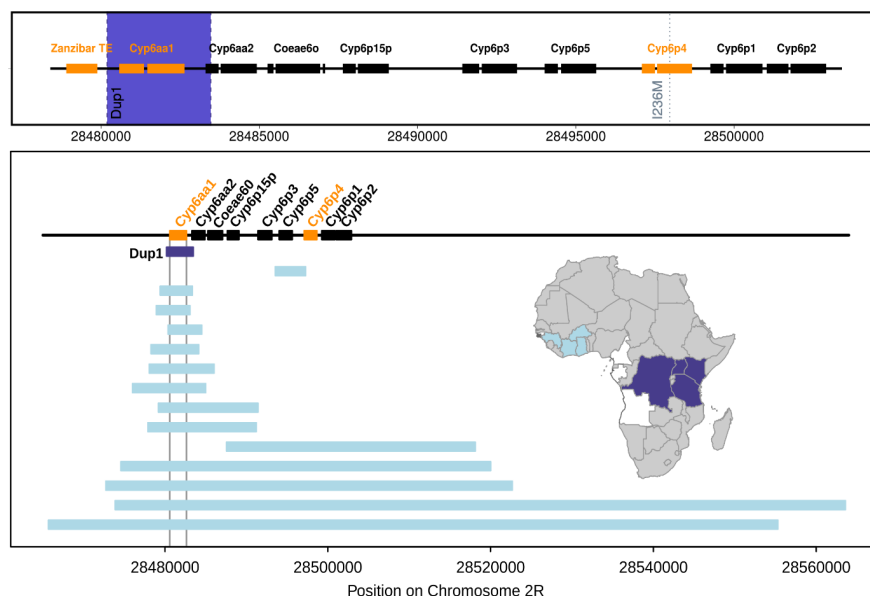 Zanzibar TE Cyp6aa1 Cyp6aa2 Coeae6o Cyp6p15p Cyp6p3 Cyp6p5 Cyp6p4 Cyp6p1 Cyp6p2
Dup1
I236M
28480000 28485000 28490000 28495000 28500000
Cyp6aa1 Cyp6aa2 Coeae60 Cyp6p15p Cyp6p3 Cyp6p5 Cyp6p4 Cyp6p1 Cyp6p2
Dup1
28480000 28500000 28520000 28540000 28560000
Position on Chromosome 2R